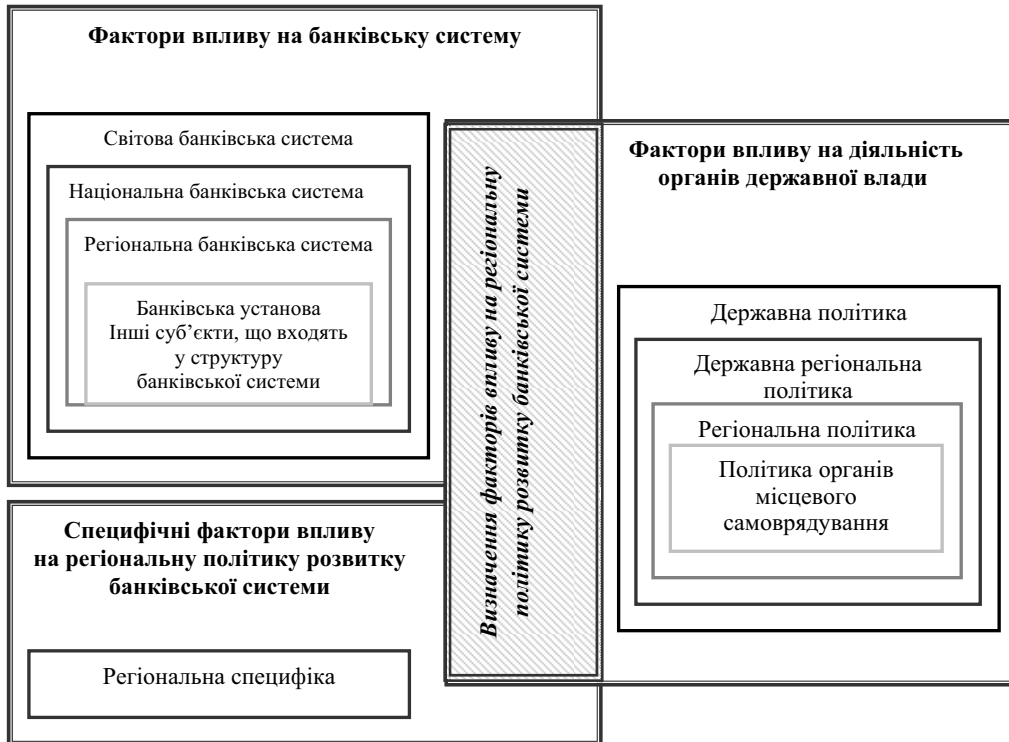 Фактори впливу на банківську систему
Світова банківська система
Національна банківська система
Регіональна банківська система
Банківська установа
Інші суб’єкти, що входять
у структуру
банківської системи
Визначення факторів впливу на регіональну
політику розвитку банківської системи
Фактори впливу на діяльність
органів державної влади
Державна політика
Державна регіональна
політика
Регіональна політика
Політика органів
місцевого
самоврядування
Специфічні фактори впливу
на регіональну політику розвитку
банківської системи
Регіональна специфіка